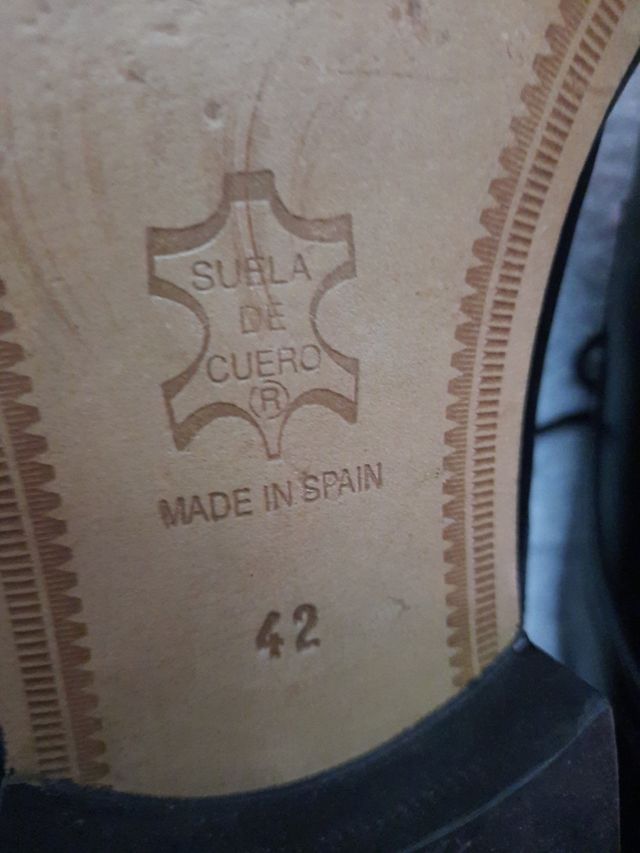 SUELA
DE
CUERO
(R)
MADE IN SPAIN
42